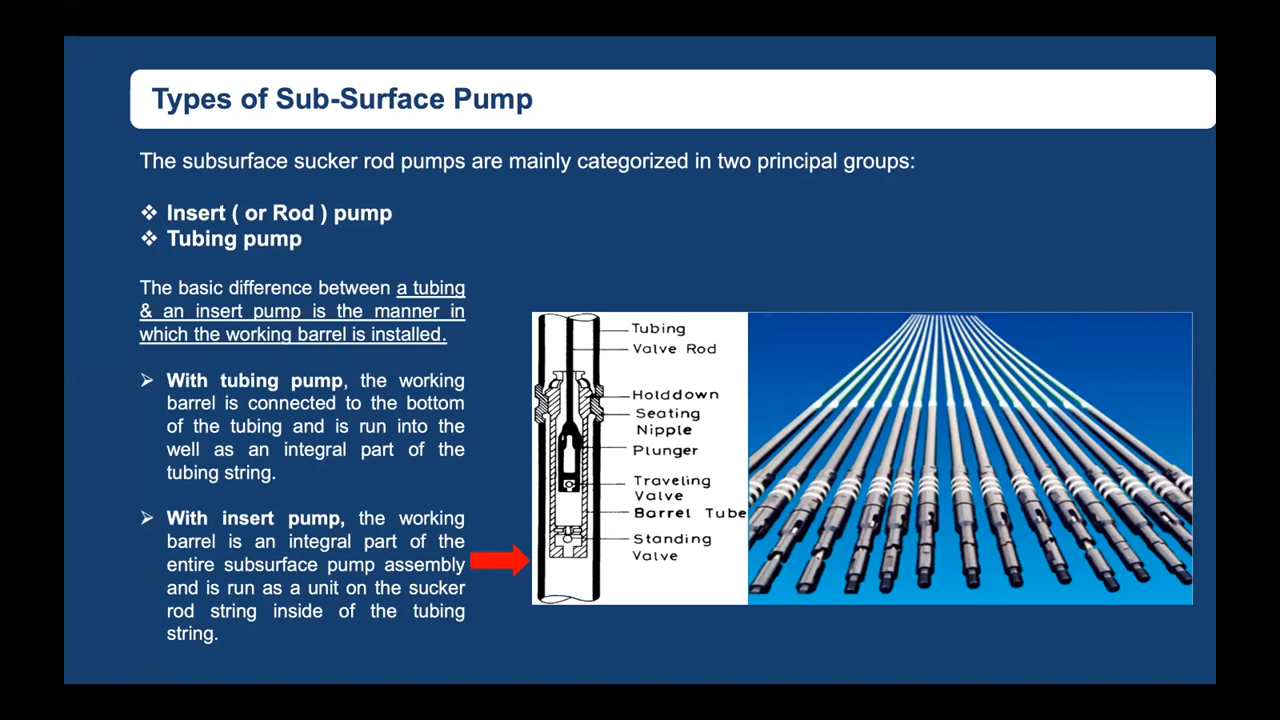 Types of Sub-Surface Pump
The subsurface sucker rod pumps are mainly categorized in two principal groups:
❖ Insert ( or Rod ) pump
❖ Tubing pump
The basic difference between a tubing
& an insert pump is the manner in
which the working barrel is installed.
➢ With tubing pump, the working
barrel is connected to the bottom
of the tubing and is run into the
well as an integral part of the
tubing string.
➢ With insert pump, the working
barrel is an integral part of the
entire subsurface pump assembly
and is run as a unit on the sucker
rod string inside of the tubing
string.
Tubing
Valve Rod
Holddown
Seating
Nipple
Plunger
Traveling
Valve
Barrel Tube
Standing
Valve